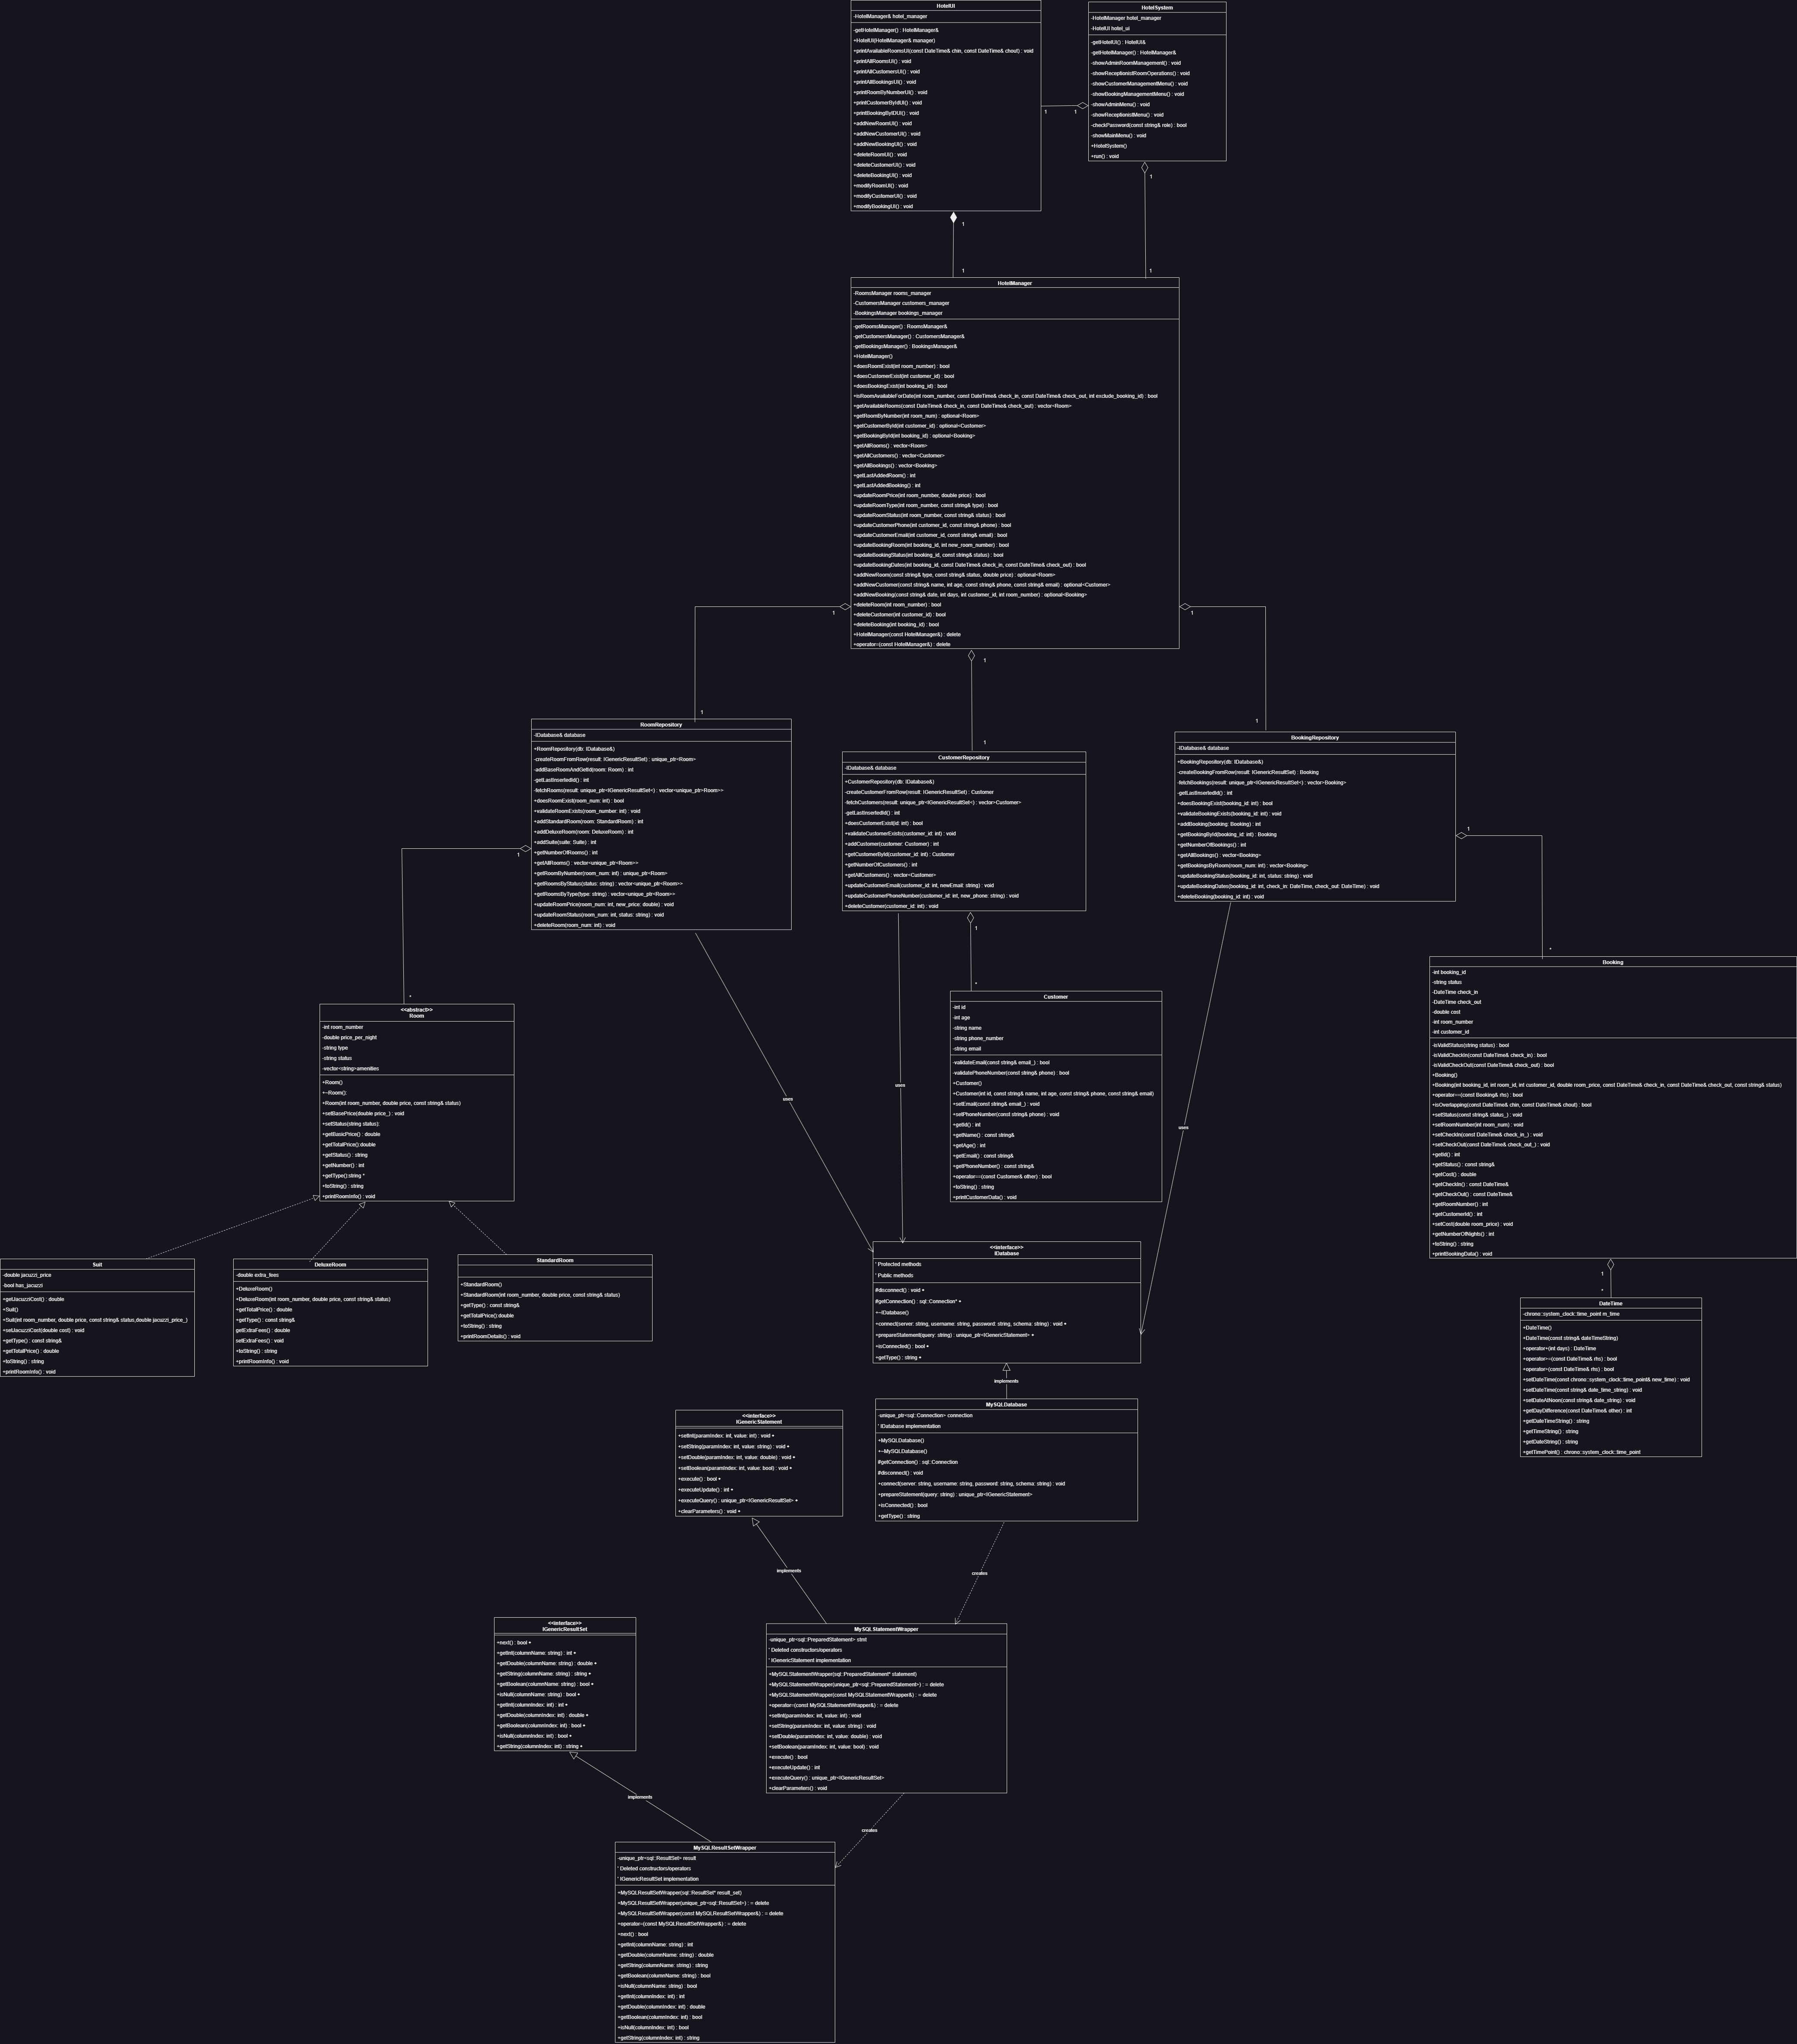 HotelUI
-HotelManager& hotel_manager
-getHotelManager() : HotelManager&
+HotelUI(HotelManager& manager)
+printAvailableRoomsUI(const DateTime& chin, const DateTime& chout) : void
+printAllRoomsUI() : void
+printAllCustomersUI() : void
+printAllBookingsUI() : void
+printRoomByNumberUI() : void
+printCustomerByIdUI() : void
+printBookingByIDUI() : void
+addNewRoomUI() : void
+addNewCustomerUI() : void
+addNewBookingUI() : void
+deleteRoomUI() : void
+deleteCustomerUI() : void
+deleteBookingUI() : void
+modifyRoomUI() : void
+modifyCustomerUI() : void
+modifyBookingUI() : void
HotelSystem
-HotelManager hotel_manager
-HotelUI hotel_ui
-getHotelUI() : HotelUI&
-getHotelManager() : HotelManager&
-showAdminRoomManagement() : void
-showReceptionistRoomOperations() : void
-showCustomerManagementMenu() : void
-showBookingManagementMenu() : void
-showAdminMenu() : void
-showReceptionistMenu() : void
-checkPassword(const string& role) : bool
-showMainMenu() : void
+HotelSystem()
+run() : void
1
1
1
1
1
1
HotelManager
-RoomsManager rooms_manager
-CustomersManager customers_manager
-BookingsManager bookings_manager
-getRoomsManager() : RoomsManager&
-getCustomersManager() : CustomersManager&
-getBookingsManager() : BookingsManager&
+HotelManager()
+doesRoomExist(int room_number) : bool
+doesCustomerExist(int customer_id) : bool
+doesBookingExist(int booking_id) : bool
+isRoomAvailableForDate(int room_number, const DateTime& check_in, const DateTime& check_out, int exclude_booking_id) : bool
+getAvailableRooms(const DateTime& check_in, const DateTime& check_out) : vector<Room>
+getRoomByNumber(int room_num) : optional<Room>
+getCustomerById(int customer_id) : optional<Customer>
+getBookingById(int booking_id) : optional<Booking>
+getAllRooms() : vector<Room>
+getAllCustomers() : vector<Customer>
+getAllBookings() : vector<Booking>
+getLastAddedRoom() : int
+getLastAddedBooking() : int
+updateRoomPrice(int room_number, double price) : bool
+updateRoomType(int room_number, const string& type) : bool
+updateRoomStatus(int room_number, const string& status) : bool
+updateCustomerPhone(int customer_id, const string& phone) : bool
+updateCustomerEmail(int customer_id, const string& email) : bool
+updateBookingRoom(int booking_id, int new_room_number) : bool
+updateBookingStatus(int booking_id, const string& status) : bool
+updateBookingDates(int booking_id, const DateTime& check_in, const DateTime& check_out) : bool
+addNewRoom(const string& type, const string& status, double price) : optional<Room>
+addNewCustomer(const string& name, int age, const string& phone, const string& email) : optional<Customer>
+addNewBooking(const string& date, int days, int customer_id, int room_number) : optional<Booking>
+deleteRoom(int room_number) : bool
+deleteCustomer(int customer_id) : bool
+deleteBooking(int booking_id) : bool
+HotelManager(const HotelManager&) : delete
+operator=(const HotelManager&) : delete
1
1
1
1
1
1
RoomRepository
-IDatabase& database
+RoomRepository(db: IDatabase&)
-createRoomFromRow(result: IGenericResultSet) : unique_ptr<Room>
-addBaseRoomAndGetId(room: Room) : int
-getLastInsertedId() : int
-fetchRooms(result: unique_ptr<IGenericResultSet<) : vector<unique_ptr<Room>>
+doesRoomExist(room_num: int) : bool
+validateRoomExists(room_number: int) : void
+addStandardRoom(room: StandardRoom) : int
+addDeluxeRoom(room: DeluxeRoom) : int
+addSuite(suite: Suite) : int
+getNumberOfRooms() : int
+getAllRooms() : vector<unique_ptr<Room>>
+getRoomByNumber(room_num: int) : unique_ptr<Room>
+getRoomsByStatus(status: string) : vector<unique_ptr<Room>>
+getRoomsByType(type: string) : vector<unique_ptr<Room>>
+updateRoomPrice(room_num: int, new_price: double) : void
+updateRoomStatus(room_num: int, status: string) : void
+deleteRoom(room_num: int) : void
CustomerRepository
-IDatabase& database
+CustomerRepository(db: IDatabase&)
-createCustomerFromRow(result: IGenericResultSet) : Customer
-fetchCustomers(result: unique_ptr<IGenericResultSet<) : vector<Customer>
-getLastInsertedId() : int
+doesCustomerExist(id: int) : bool
+validateCustomerExists(customer_id: int) : void
+addCustomer(customer: Customer) : int
+getCustomerById(customer_id: int) : Customer
+getNumberOfCustomers() : int
+getAllCustomers() : vector<Customer>
+updateCustomerEmail(customer_id: int, newEmail: string) : void
+updateCustomerPhoneNumber(customer_id: int, new_phone: string) : void
+deleteCustomer(customer_id: int) : void
BookingRepository
-IDatabase& database
+BookingRepository(db: IDatabase&)
-createBookingFromRow(result: IGenericResultSet) : Booking
-fetchBookings(result: unique_ptr<IGenericResultSet<) : vector<Booking>
-getLastInsertedId() : int
+doesBookingExist(booking_id: int) : bool
+validateBookingExists(booking_id: int) : void
+addBooking(booking: Booking) : int
+getBookingById(booking_id: int) : Booking
+getNumberOfBookings() : int
+getAllBookings() : vector<Booking>
+getBookingsByRoom(room_num: int) : vector<Booking>
+updateBookingStatus(booking_id: int, status: string) : void
+updateBookingDates(booking_id: int, check_in: DateTime, check_out: DateTime) : void
+deleteBooking(booking_id: int) : void
1
*
1
*
1
*
uses
uses
uses
<<abstract>>
Room
-int room_number
-double price_per_night
-string type
-string status
-vector<string>amenities
+Room()
+~Room():
+Room(int room_number, double price, const string& status)
+setBasePrice(double price_) : void
+setStatus(string status):
+getBasicPrice() : double
+getTotalPrice():double
+getStatus() : string
+getNumber() : int
+getType():string *
+toString() : string
+printRoomInfo() : void
Customer
-int id
-int age
-string name
-string phone_number
-string email
-validateEmail(const string& email_) : bool
-validatePhoneNumber(const string& phone) : bool
+Customer()
+Customer(int id, const string& name, int age, const string& phone, const string& email)
+setEmail(const string& email_) : void
+setPhoneNumber(const string& phone) : void
+getId() : int
+getName() : const string&
+getAge() : int
+getEmail() : const string&
+getPhoneNumber() : const string&
+operator==(const Customer& other) : bool
+toString() : string
+printCustomerData() : void
Booking
-int booking_id
-string status
-DateTime check_in
-DateTime check_out
-double cost
-int room_number
-int customer_id
-isValidStatus(string status) : bool
-isValidCheckIn(const DateTime& check_in) : bool
-isValidCheckOut(const DateTime& check_out) : bool
+Booking()
+Booking(int booking_id, int room_id, int customer_id, double room_price, const DateTime& check_in, const DateTime& check_out, const string& status)
+operator==(const Booking& rhs) : bool
+isOverlapping(const DateTime& chin, const DateTime& chout) : bool
+setStatus(const string& status_) : void
+setRoomNumber(int room_num) : void
+setCheckIn(const DateTime& check_in_) : void
+setCheckOut(const DateTime& check_out_) : void
+getId() : int
+getStatus() : const string&
+getCost() : double
+getCheckIn() : const DateTime&
+getCheckOut() : const DateTime&
+getRoomNumber() : int
+getCustomerId() : int
+setCost(double room_price) : void
+getNumberOfNights() : int
+toString() : string
+printBookingData() : void
1
*
Suit
-double jacuzzi_price
-bool has_jacuzzi
+getJacuzziCost() : double
+Suit()
+Suit(int room_number, double price, const string& status,double jacuzzi_price_)
+setJacuzziCost(double cost) : void
+getType() : const string&
+getTotalPrice() : double
+toString() : string
+printRoomInfo() : void
DeluxeRoom
-double extra_fees
+DeluxeRoom()
+DeluxeRoom(int room_number, double price, const string& status)
+getTotalPrice() : double
+getType() : const string&
getExtraFees() : double
setExtraFees() : void
+toString() : string
+printRoomInfo() : void
StandardRoom
+StandardRoom()
+StandardRoom(int room_number, double price, const string& status)
+getType() : const string&
+getTotalPrice():double
+toString() : string
+printRoomDetails() : void
<<interface>>
IDatabase
' Protected methods
' Public methods
#disconnect() : void *
#getConnection() : sql::Connection* *
+~IDatabase()
+connect(server: string, username: string, password: string, schema: string) : void *
+prepareStatement(query: string) : unique_ptr<IGenericStatement> *
+isConnected() : bool *
+getType() : string *
DateTime
-chrono::system_clock::time_point m_time
+DateTime()
+DateTime(const string& dateTimeString)
+operator+(int days) : DateTime
+operator==(const DateTime& rhs) : bool
+operator<(const DateTime& rhs) : bool
+setDateTime(const chrono::system_clock::time_point& new_time) : void
+setDateTime(const string& date_time_string) : void
+setDateAtNoon(const string& date_string) : void
+getDayDifference(const DateTime& other) : int
+getDateTimeString() : string
+getTimeString() : string
+getDateString() : string
+getTimePoint() : chrono::system_clock::time_point
implements
MySQLDatabase
-unique_ptr<sql::Connection> connection
' IDatabase implementation
+MySQLDatabase()
+~MySQLDatabase()
#getConnection() : sql::Connection
#disconnect() : void
+connect(server: string, username: string, password: string, schema: string) : void
+prepareStatement(query: string) : unique_ptr<IGenericStatement>
+isConnected() : bool
+getType() : string
<<interface>>
IGenericStatement
+setInt(paramIndex: int, value: int) : void *
+setString(paramIndex: int, value: string) : void *
+setDouble(paramIndex: int, value: double) : void *
+setBoolean(paramIndex: int, value: bool) : void *
+execute() : bool *
+executeUpdate() : int *
+executeQuery() : unique_ptr<IGenericResultSet> *
+clearParameters() : void *
implements
creates
<<interface>>
IGenericResultSet
+next() : bool *
+getInt(columnName: string) : int *
+getDouble(columnName: string) : double *
+getString(columnName: string) : string *
+getBoolean(columnName: string) : bool *
+isNull(columnName: string) : bool *
+getInt(columnIndex: int) : int *
+getDouble(columnIndex: int) : double *
+getBoolean(columnIndex: int) : bool *
+isNull(columnIndex: int) : bool *
+getString(columnIndex: int) : string *
MySQLStatementWrapper
-unique_ptr<sql::PreparedStatement> stmt
' Deleted constructors/operators
' IGenericStatement implementation
+MySQLStatementWrapper(sql::PreparedStatement* statement)
+MySQLStatementWrapper(unique_ptr<sql::PreparedStatement>) : = delete
+MySQLStatementWrapper(const MySQLStatementWrapper&) : = delete
+operator=(const MySQLStatementWrapper&) : = delete
+setInt(paramIndex: int, value: int) : void
+setString(paramIndex: int, value: string) : void
+setDouble(paramIndex: int, value: double) : void
+setBoolean(paramIndex: int, value: bool) : void
+execute() : bool
+executeUpdate() : int
+executeQuery() : unique_ptr<IGenericResultSet>
+clearParameters() : void
implements
creates
MySQLResultSetWrapper
-unique_ptr<sql::ResultSet> result
' Deleted constructors/operators
' IGenericResultSet implementation
+MySQLResultSetWrapper(sql::ResultSet* result_set)
+MySQLResultSetWrapper(unique_ptr<sql::ResultSet>) : = delete
+MySQLResultSetWrapper(const MySQLResultSetWrapper&) : = delete
+operator=(const MySQLResultSetWrapper&) : = delete
+next() : bool
+getInt(columnName: string) : int
+getDouble(columnName: string) : double
+getString(columnName: string) : string
+getBoolean(columnName: string) : bool
+isNull(columnName: string) : bool
+getInt(columnIndex: int) : int
+getDouble(columnIndex: int) : double
+getBoolean(columnIndex: int) : bool
+isNull(columnIndex: int) : bool
+getString(columnIndex: int) : string